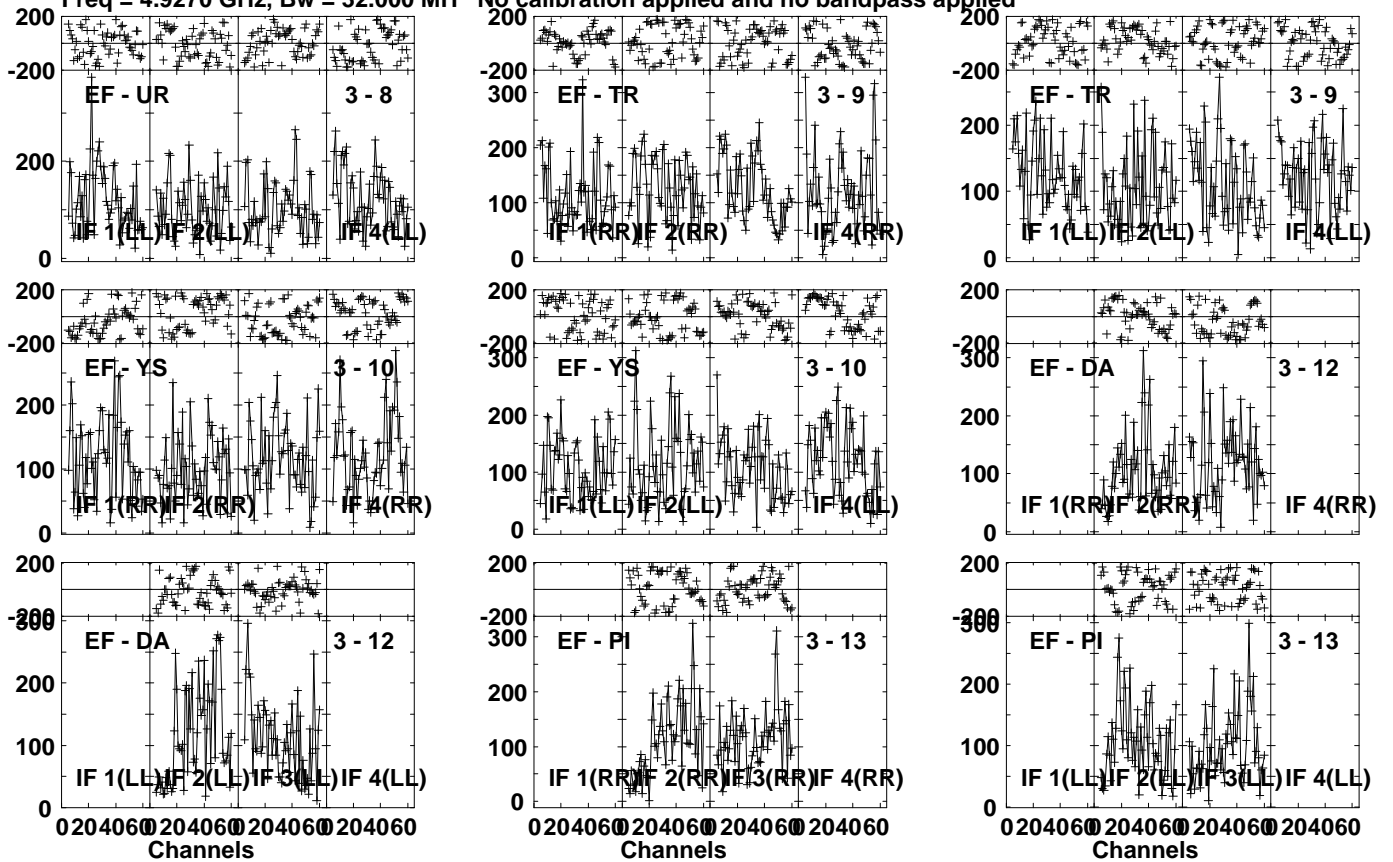 Freq = 4.9270 GHz, Bw = 32.000 MH No calibration applied and no bandpass applied
200
-200
EF - UR 3 - 8
200
100
0
IF 1(LL) IF 2(LL) IF 4(LL)
200
-200
300
EF - TR 3 - 9
200
100
0
IF 1(RR) IF 2(RR) IF 4(RR)
200
-200
EF - TR 3 - 9
200
100
0
IF 1(LL) IF 2(LL) IF 4(LL)
200
-200
EF - YS 3 - 10
200
100
0
IF 1(RR) IF 2(RR) IF 4(RR)
200
-200
300
EF - YS 3 - 10
200
100
0
IF 1(LL) IF 2(LL) IF 4(LL)
200
-200
300
EF - DA 3 - 12
200
100
0
IF 1(RR) IF 2(RR) IF 4(RR)
200
-200
300
EF - DA 3 - 12
200
100
0
IF 1(LL) IF 2(LL) IF 3(LL) IF 4(LL)
0 20 40 60 0 20 40 60 0 20 40 60 0 20 40 60
Channels
200
-200
300
EF - PI 3 - 13
200
100
0
IF 1(RR) IF 2(RR) IF 3(RR) IF 4(RR)
0 20 40 60 0 20 40 60 0 20 40 60 0 20 40 60
Channels
200
-200
300
EF - PI 3 - 13
200
100
0
IF 1(LL) IF 2(LL) IF 3(LL) IF 4(LL)
0 20 40 60 0 20 40 60 0 20 40 60 0 20 40 60
Channels